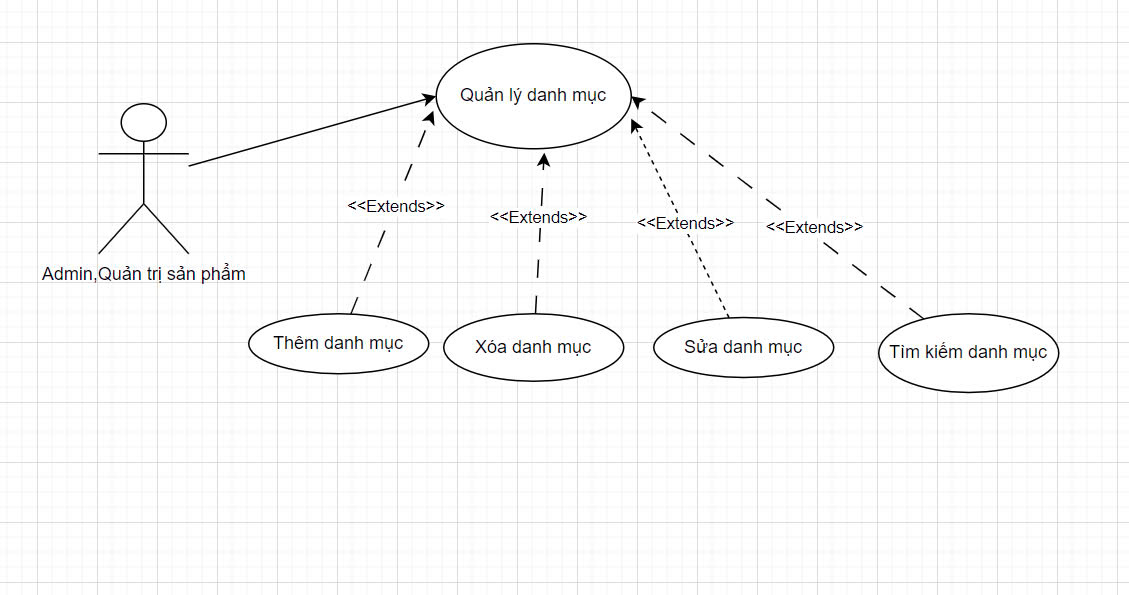 Quản lý danh mục
<<Extends>>
<<Extends>>
<<Extends>>
<<Extends>>
Admin,Quản trị sản phẩm
Thêm danh mục
Xóa danh mục
Sửa danh mục
Tìm kiếm danh mục